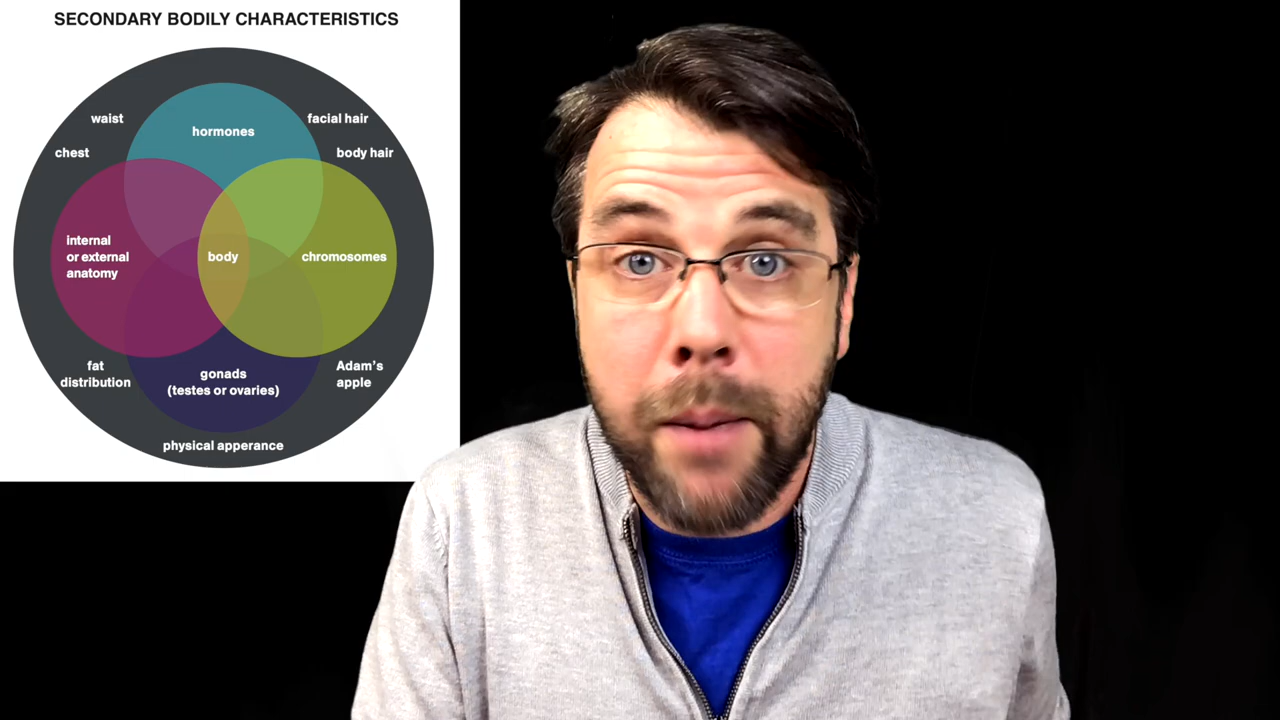 SECONDARY BODILY CHARACTERISTICS
waist
hormones
facial hair
chest
body hair
internal
or external
anatomy
body
chromosomes
fat
distribution
gonads
(testes or ovaries)
Adam's
apple
physical apperance